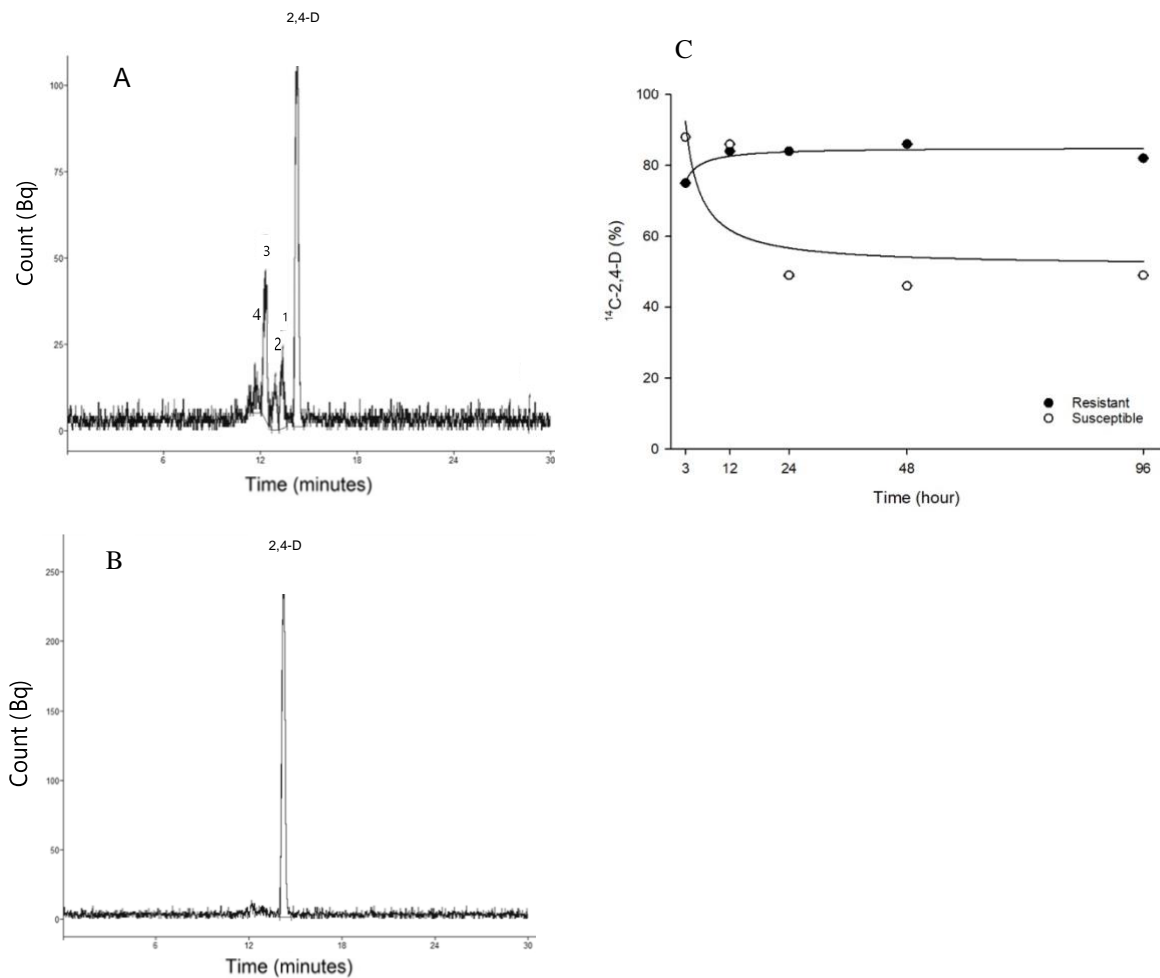 2,4-D
A
100
75
50
25
0
Count (Bq)
4
3
2
1
6
12
18
24
30
Time (minutes)
2,4-D
B
250
200
150
100
50
0
Count (Bq)
6
12
18
24
30
Time (minutes)
C
100
80
60
40
20
0
¹⁴C-2,4-D (%)
Resistant
Susceptible
3
12
24
48
96
Time (hour)